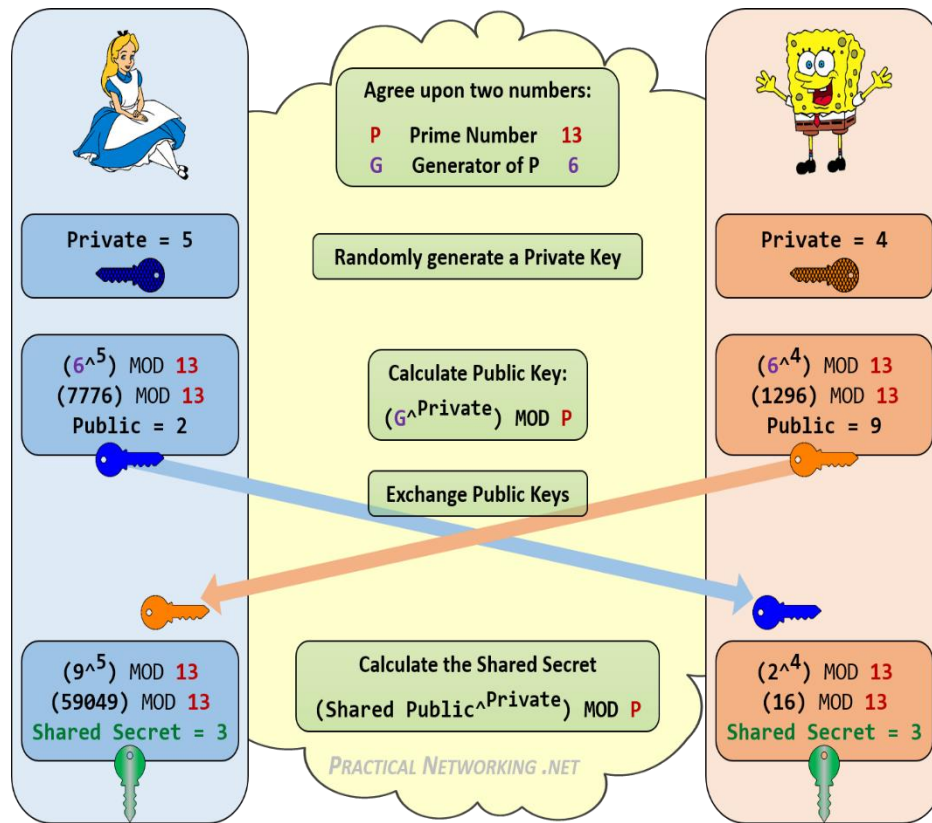 Agree upon two numbers:
P Prime Number 13
G Generator of P 6
Private = 5
Randomly generate a Private Key
Private = 4
(6^5) MOD 13
(7776) MOD 13
Public = 2
Calculate Public Key:
(G^Private) MOD P
(6^4) MOD 13
(1296) MOD 13
Public = 9
Exchange Public Keys
(9^5) MOD 13
(59049) MOD 13
Shared Secret = 3
Calculate the Shared Secret
(Shared Public^Private) MOD P
(2^4) MOD 13
(16) MOD 13
Shared Secret = 3
PRACTICAL NETWORKING .NET